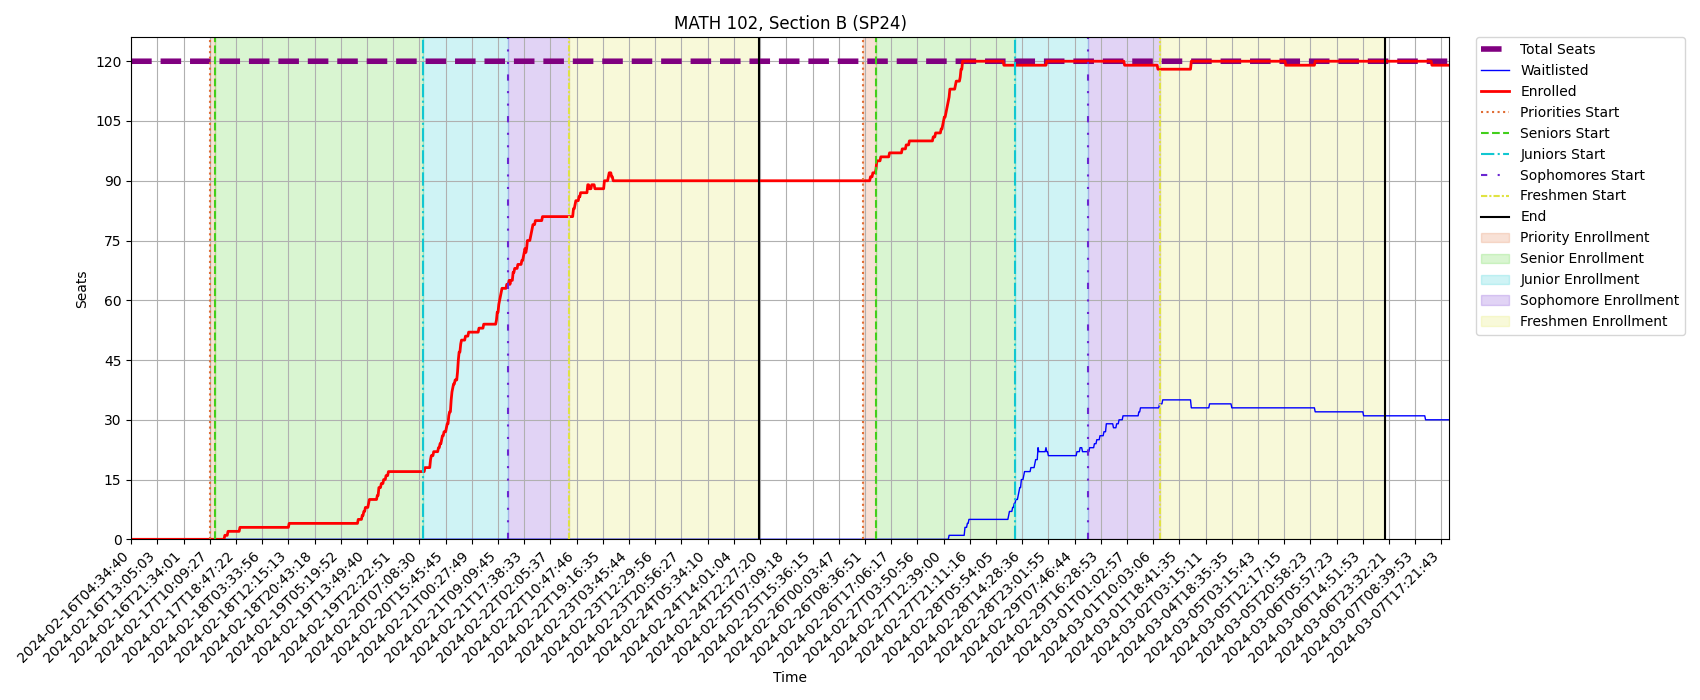 MATH 102, Section B (SP24)
Seats
120
105
90
75
60
45
30
15
0
2024-02-16T04:34:40
2024-02-16T13:05:03
2024-02-16T21:34:01
2024-02-17T10:09:27
2024-02-17T18:47:22
2024-02-18T03:33:56
2024-02-18T12:15:13
2024-02-18T20:43:18
2024-02-19T05:19:52
2024-02-19T13:49:40
2024-02-19T22:22:51
2024-02-20T07:08:30
2024-02-20T15:45:45
2024-02-21T00:27:49
2024-02-21T09:09:45
2024-02-21T17:38:33
2024-02-22T02:05:37
2024-02-22T10:47:46
2024-02-22T19:16:35
2024-02-23T03:45:44
2024-02-23T12:29:56
2024-02-23T20:56:27
2024-02-24T05:34:10
2024-02-24T14:01:04
2024-02-24T22:27:20
2024-02-25T07:09:18
2024-02-25T15:36:15
2024-02-26T00:03:47
2024-02-26T08:36:51
2024-02-26T17:06:17
2024-02-27T03:50:56
2024-02-27T12:39:00
2024-02-27T21:11:16
2024-02-28T05:54:05
2024-02-28T14:28:36
2024-02-28T23:01:55
2024-02-29T07:46:44
2024-02-29T16:28:53
2024-03-01T01:02:57
2024-03-01T10:03:06
2024-03-01T18:41:35
2024-03-02T03:15:11
2024-03-04T18:35:35
2024-03-05T03:15:43
2024-03-05T12:17:15
2024-03-05T20:58:23
2024-03-06T05:57:23
2024-03-06T14:51:53
2024-03-06T23:32:21
2024-03-07T08:39:53
2024-03-07T17:21:43
Time
Total Seats
Waitlisted
Enrolled
Priorities Start
Seniors Start
Juniors Start
Sophomores Start
Freshmen Start
End
Priority Enrollment
Senior Enrollment
Junior Enrollment
Sophomore Enrollment
Freshmen Enrollment